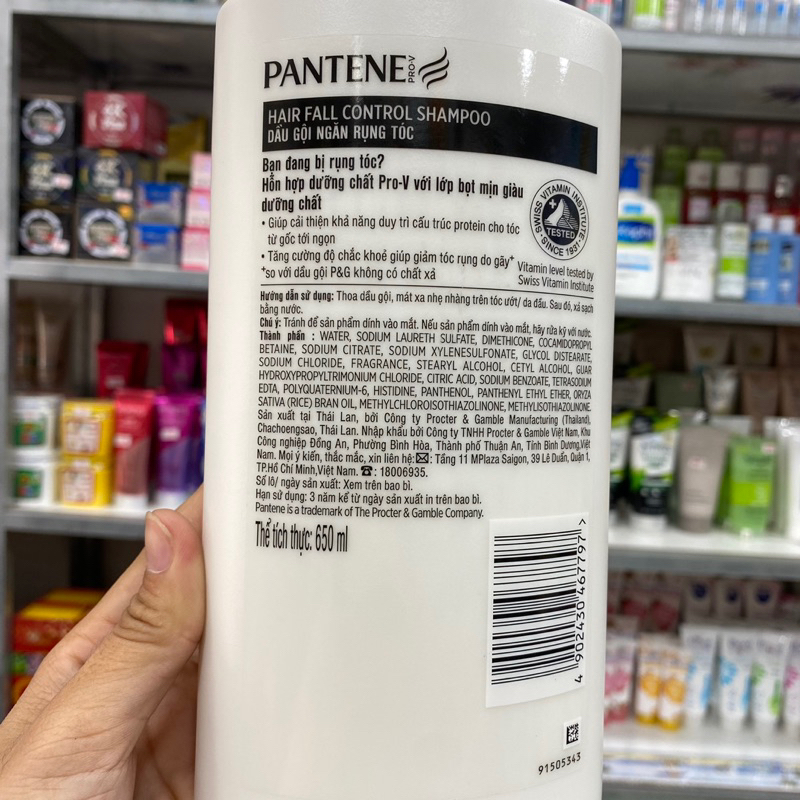 PANTENE PRO-V
HAIR FALL CONTROL SHAMPOO
DẦU GỘI NGĂN RỤNG TÓC
Bạn đang bị rụng tóc?
Hỗn hợp dưỡng chất Pro-V với lớp bọt mịn giàu
dưỡng chất
• Giúp cải thiện khả năng duy trì cấu trúc protein cho tóc
từ gốc tới ngọn
• Tăng cường độ chắc khoẻ giúp giảm tóc rụng do gãy⁺
⁺so với dầu gội P&G không có chất xả
SWISS VITAMIN INSTITUTE
TESTED
• SINCE 1931 •
Vitamin level tested by
Swiss Vitamin Institute
Hướng dẫn sử dụng: Thoa dầu gội, mát xa nhẹ nhàng trên tóc ướt/ da đầu. Sau đó, xả sạch
bằng nước.
Chú ý: Tránh để sản phẩm dính vào mắt. Nếu sản phẩm dính vào mắt, hãy rửa kỹ với nước.
Thành phần : WATER, SODIUM LAURETH SULFATE, DIMETHICONE, COCAMIDOPROPYL
BETAINE, SODIUM CITRATE, SODIUM XYLENESULFONATE, GLYCOL DISTEARATE,
SODIUM CHLORIDE, FRAGRANCE, STEARYL ALCOHOL, CETYL ALCOHOL, GUAR
HYDROXYPROPYLTRIMONIUM CHLORIDE, CITRIC ACID, SODIUM BENZOATE, TETRASODIUM
EDTA, POLYQUATERNIUM-6, HISTIDINE, PANTHENOL, PANTHENYL ETHYL ETHER, ORYZA
SATIVA (RICE) BRAN OIL, METHYLCHLOROISOTHIAZOLINONE, METHYLISOTHIAZOLINONE.
Sản xuất tại Thái Lan, bởi Công ty Procter & Gamble Manufacturing (Thailand),
Chachoengsao, Thailand. Nhập khẩu bởi Công ty TNHH Procter & Gamble Việt Nam, Khu
Công nghiệp Đồng An, Phường Bình Hòa, Thành phố Thuận An, Tỉnh Bình Dương,Việt
Nam. Mọi ý kiến, thắc mắc, xin liên hệ:✉: Tầng 11 MPlaza Saigon, 39 Lê Duẩn, Quận 1,
TP.Hồ Chí Minh,Việt Nam. ☎: 18006935.
Số lô/ ngày sản xuất: Xem trên bao bì.
Hạn sử dụng: 3 năm kể từ ngày sản xuất in trên bao bì.
Pantene is a trademark of The Procter & Gamble Company.
Thể tích thực: 650 ml
4 902430 467797 >
91505343